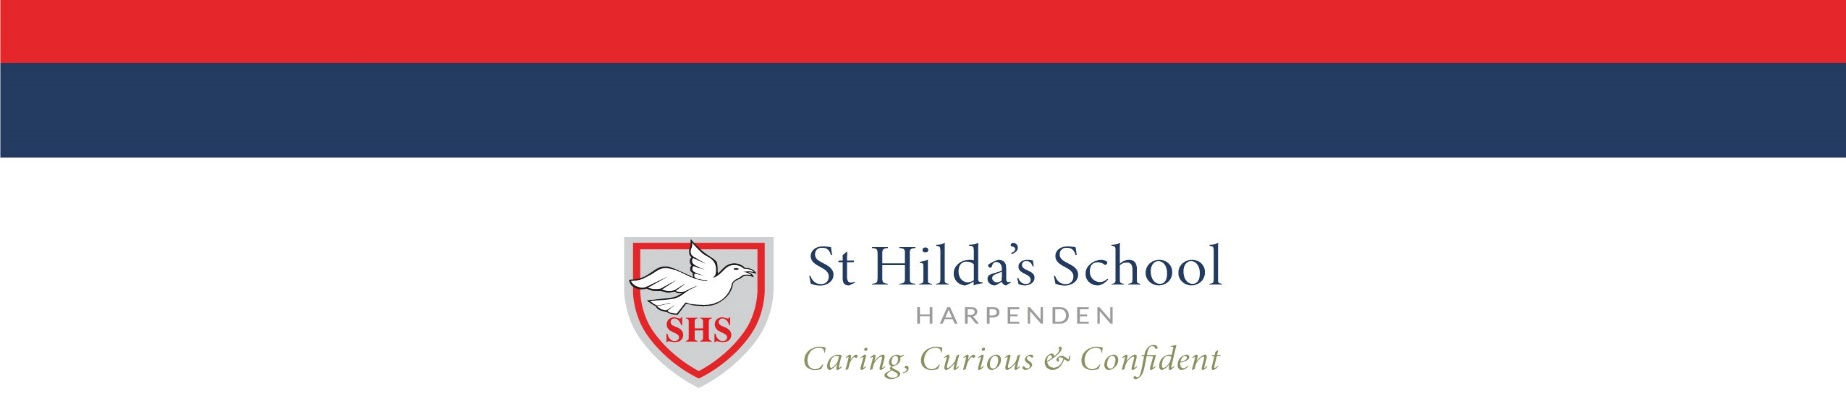 SHS
St Hilda's School
HARPENDEN
Caring, Curious & Confident